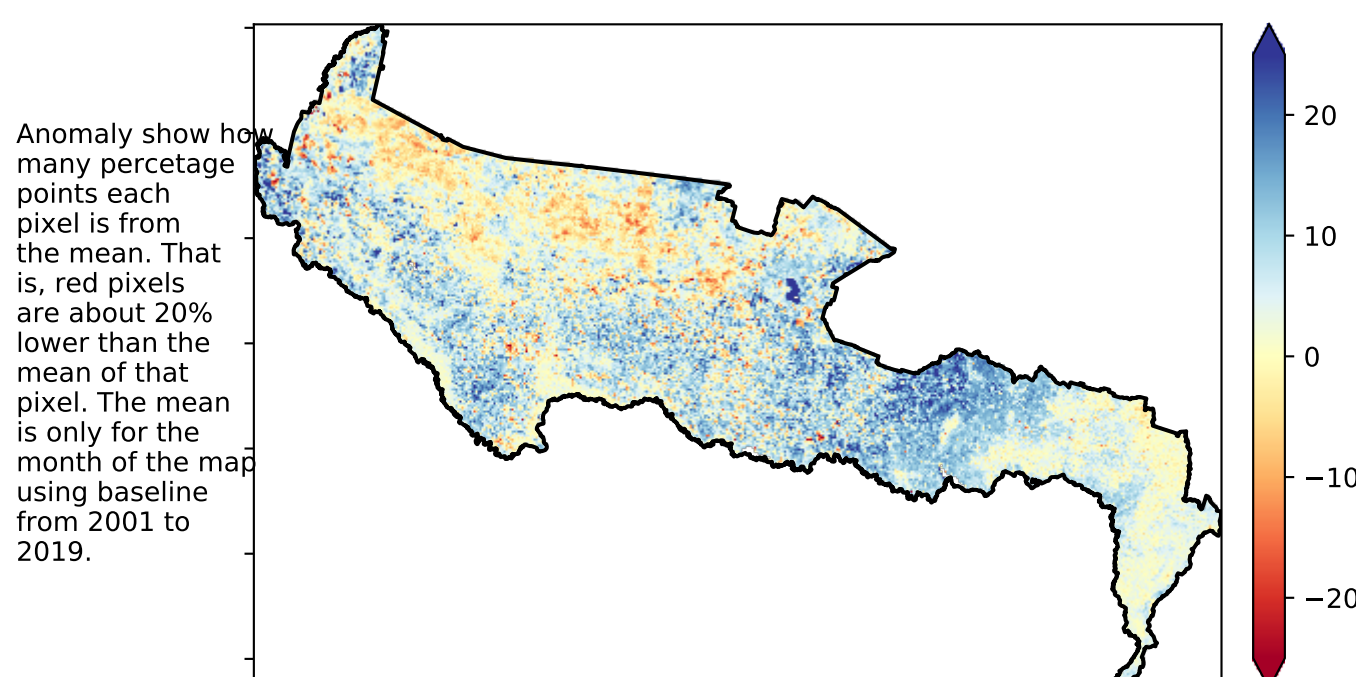 Anomaly show how
many percetage
points each
pixel is from
the mean. That
is, red pixels
are about 20%
lower than the
mean of that
pixel. The mean
is only for the
month of the map
using baseline
from 2001 to
2019.
20
10
0
−10
−20